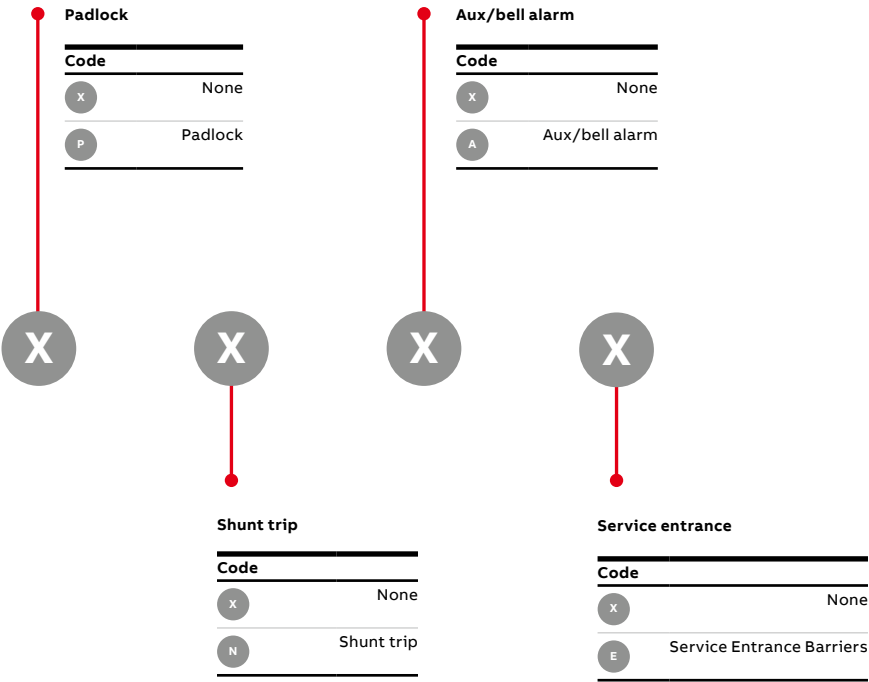 Padlock
Code
X None
P Padlock
Aux/bell alarm
Code
X None
A Aux/bell alarm
X X X X
Shunt trip
Code
X None
N Shunt trip
Service entrance
Code
X None
E Service Entrance Barriers